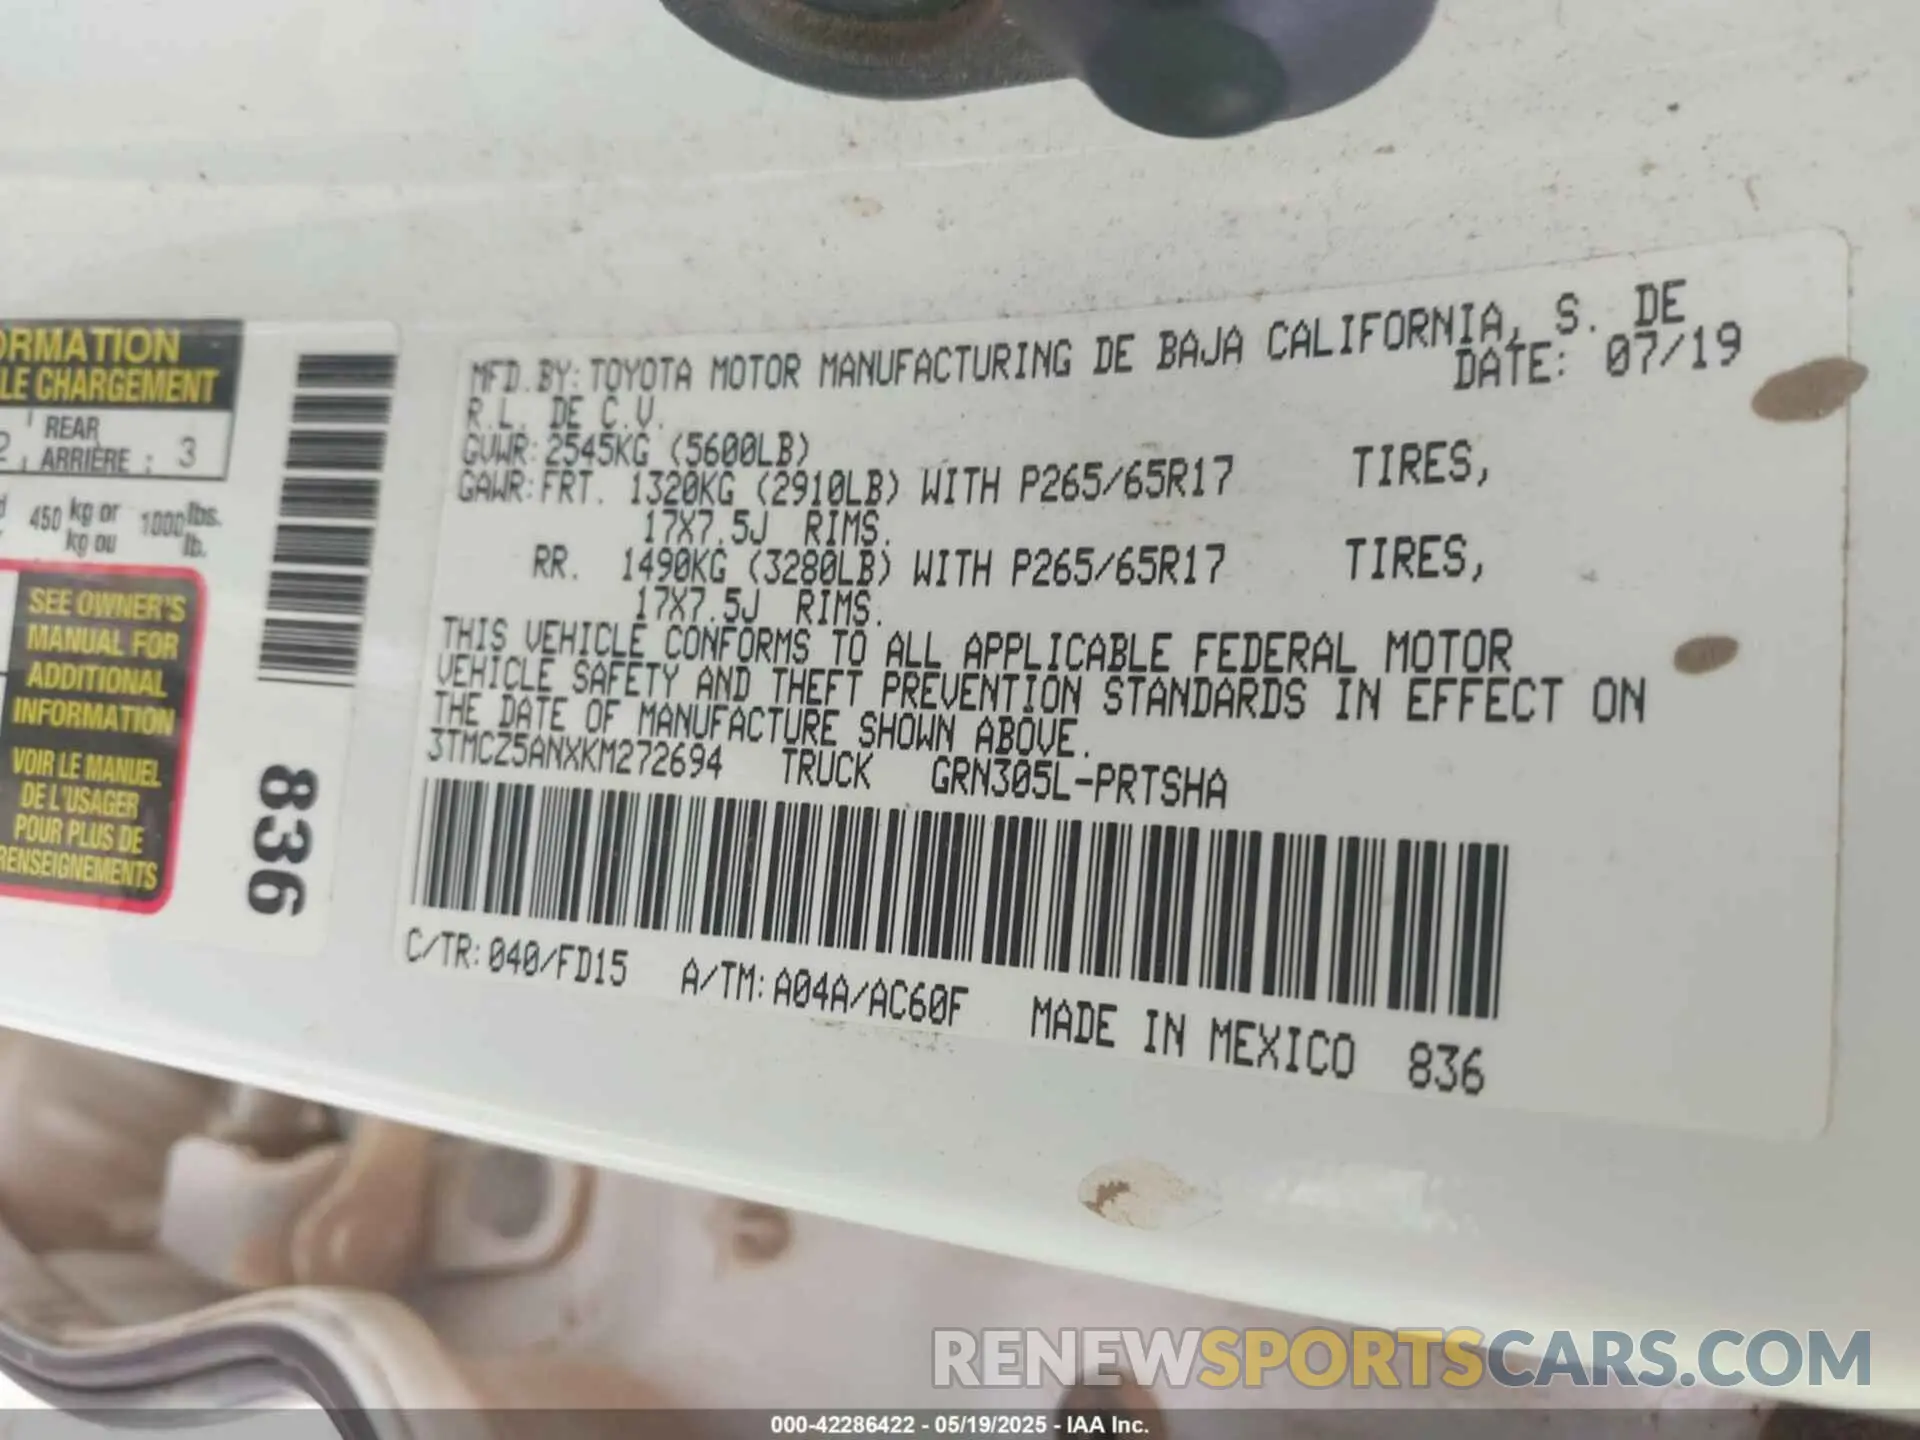 ORMATION
LE CHARGEMENT
2
REAR
ARRIÈRE : 3
450 kg or 1000 lbs.
kg ou lb.
SEE OWNER'S
MANUAL FOR
ADDITIONAL
INFORMATION
VOIR LE MANUEL
DE L'USAGER
POUR PLUS DE
RENSEIGNEMENTS
836
MFD.BY:TOYOTA MOTOR MANUFACTURING DE BAJA CALIFORNIA, S. DE
R.L. DE C.V. DATE: 07/19
GVWR:2545KG (5600LB)
GAWR:FRT. 1320KG (2910LB) WITH P265/65R17 TIRES,
17X7.5J RIMS.
RR. 1490KG (3280LB) WITH P265/65R17 TIRES,
17X7.5J RIMS.
THIS VEHICLE CONFORMS TO ALL APPLICABLE FEDERAL MOTOR
VEHICLE SAFETY AND THEFT PREVENTION STANDARDS IN EFFECT ON
THE DATE OF MANUFACTURE SHOWN ABOVE.
3TMCZ5ANXKM272694 TRUCK GRN305L-PRTSHA
C/TR:040/FD15 A/TM:A04A/AC60F MADE IN MEXICO 836
RENEWSPORTSCARS.COM
000-42286422 - 05/19/2025 - IAA Inc.